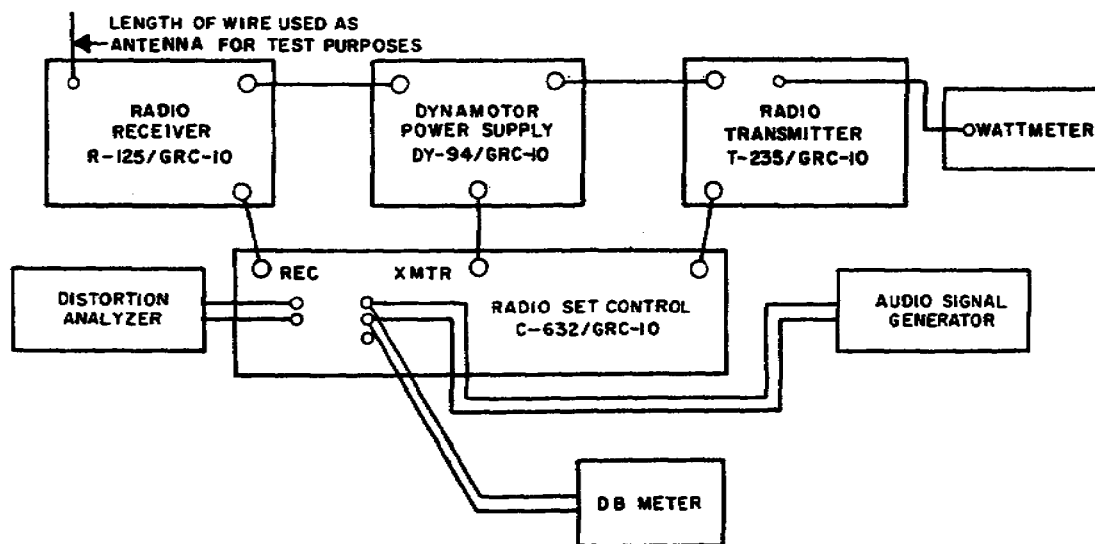 LENGTH OF WIRE USED AS
ANTENNA FOR TEST PURPOSES
RADIO
RECEIVER
R-125/GRC-10
DYNAMOTOR
POWER SUPPLY
DY-94/GRC-10
RADIO
TRANSMITTER
T-235/GRC-10
WATTMETER
REC
XMTR
RADIO SET CONTROL
C-632/GRC-10
DISTORTION
ANALYZER
AUDIO SIGNAL
GENERATOR
DB METER